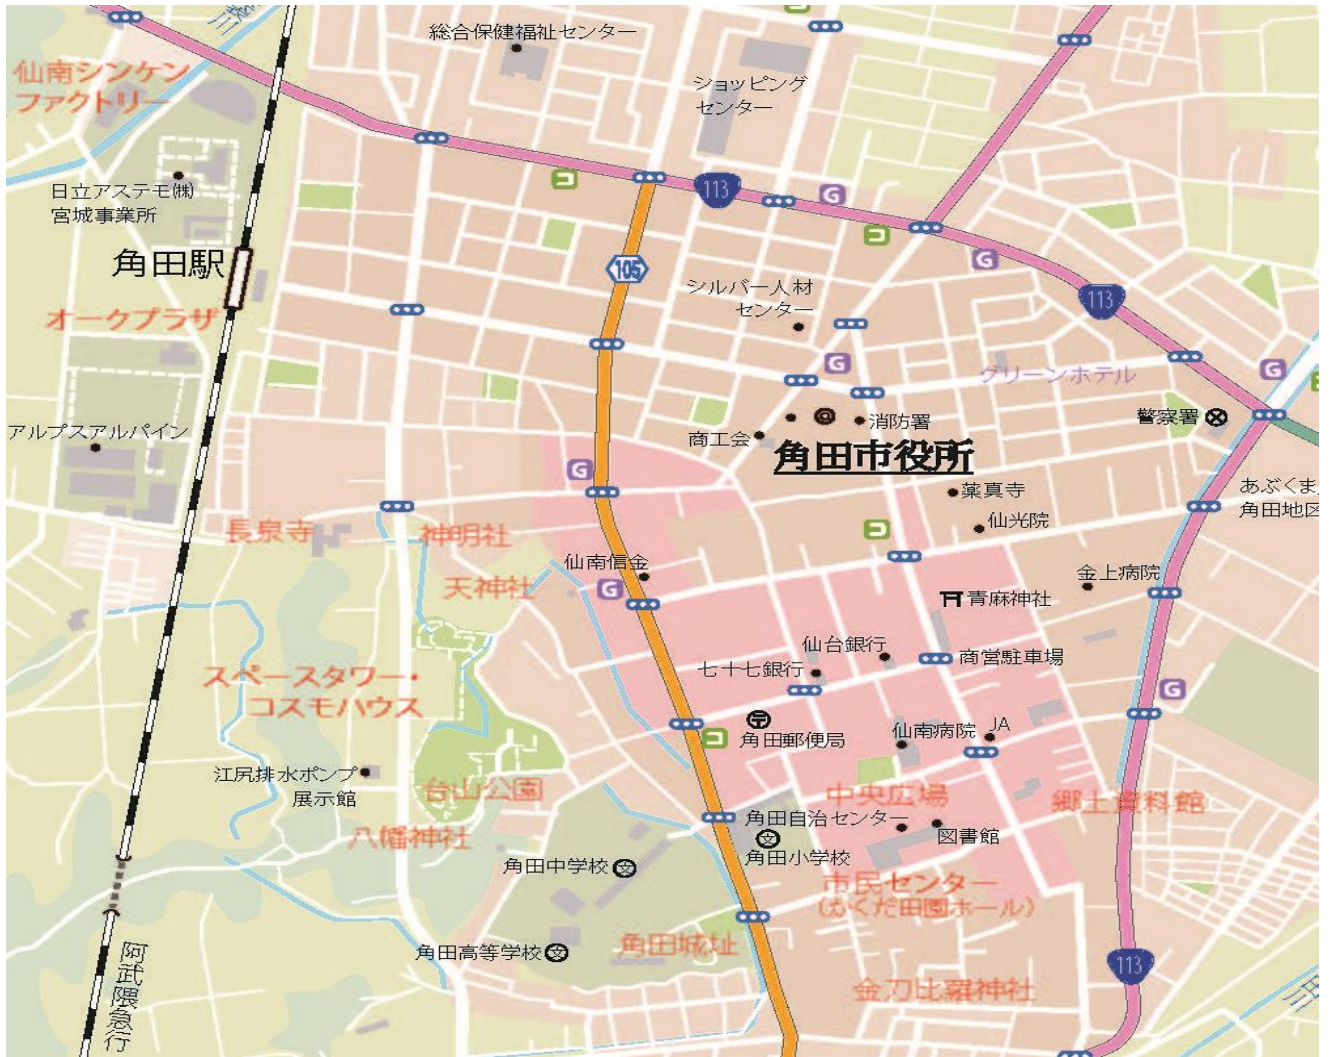 総合保健福祉センター
仙南シンケン
ファクトリー
ショッピング
センター
日立アステモ㈱
宮城事業所
113
G
コ
コ
角田駅
G
105
シルバー人材
センター
113
オークプラザ
G
グリーンホテル
G
アルプスアルパイン
商工会
消防署
警察署
角田市役所
G
薬真寺
あぶくま
角田地区
長泉寺
神明社
仙光院
コ
仙南信金
天神社
G
金上病院
青麻神社
仙台銀行
商営駐車場
スペースタワー・
コスモハウス
七十七銀行
G
角田郵便局
コ
仙南病院
JA
江尻排水ポンプ
展示館
台山公園
中央広場
郷土資料館
角田自治センター
八幡神社
図書館
文
角田小学校
角田中学校
文
市民センター
(かくだ田園ホール)
角田高等学校
文
角田城址
113
金刀比羅神社
阿武隈急行